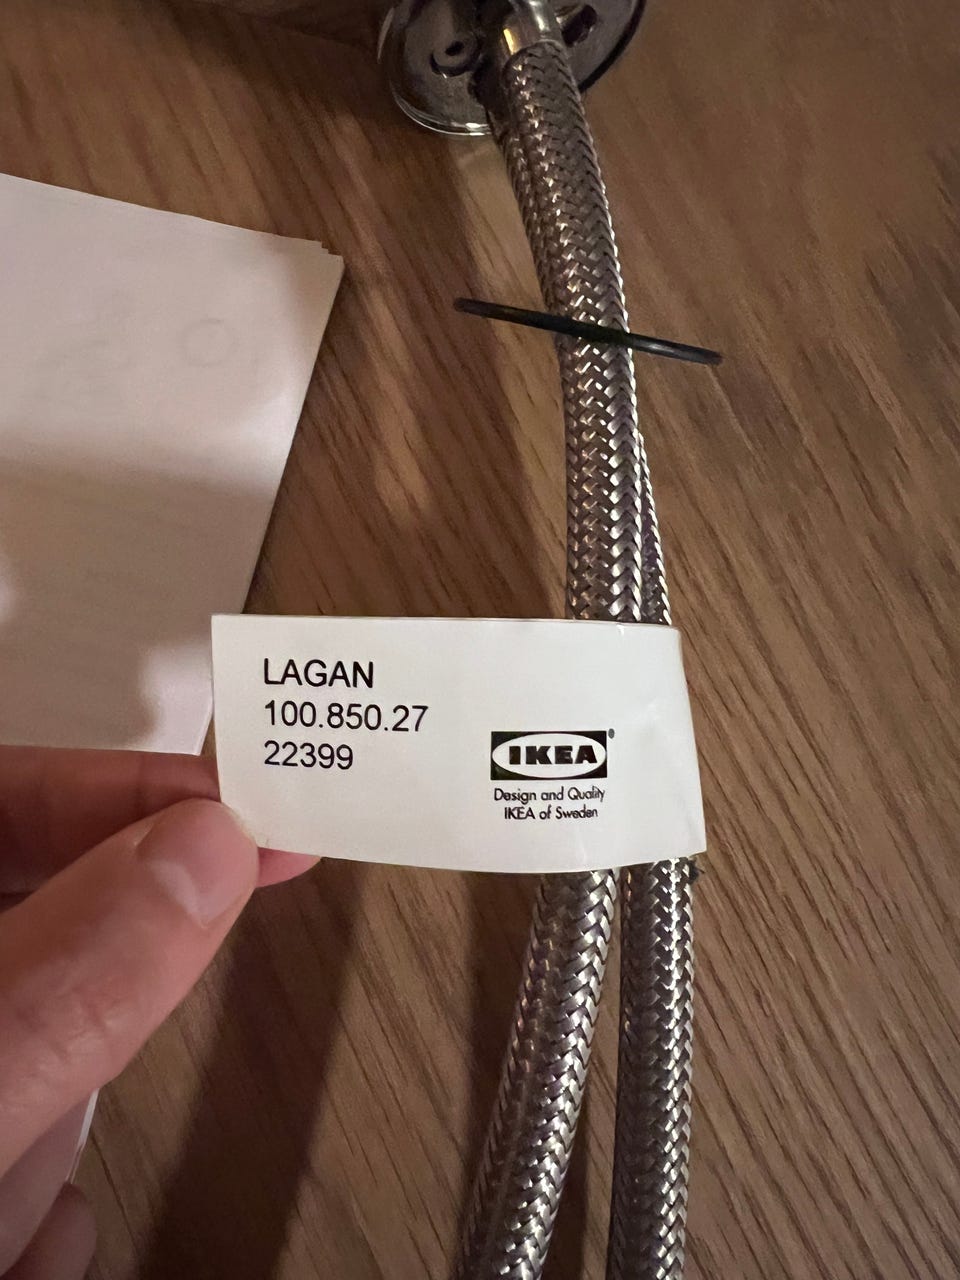 LAGAN
100.850.27
22399
IKEA®
Design and Quality
IKEA of Sweden